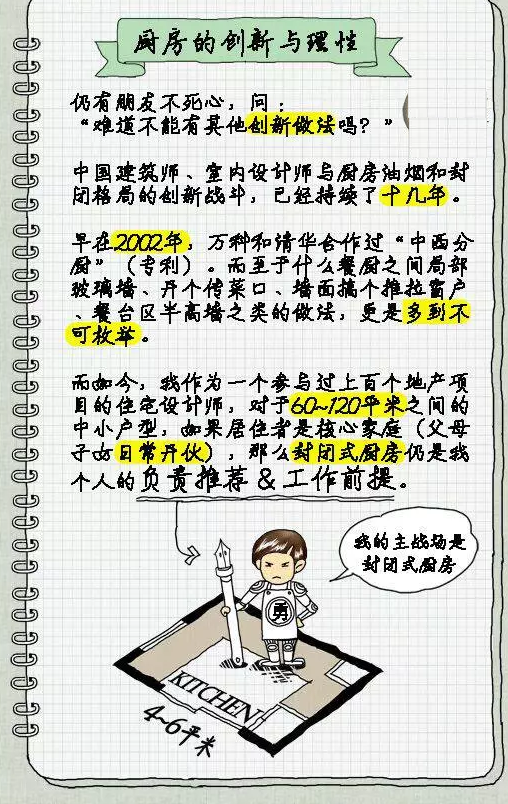 厨房的创新与理性
仍有朋友不死心，问：
“难道不能有其他创新做法吗？”
中国建筑师、室内设计师与厨房油烟和封
闭格局的创新战斗，已经持续了十几年。
早在2002年，万科和清华合作过“中西分
厨”（专利）。而至于什么餐厨之间局部
玻璃墙、开个传菜口、墙面搞个推拉窗户
、餐台区半高墙之类的做法，更是多到不
可枚举。
而如今，我作为一个参与过上百个地产项
目的住宅设计师，对于60~120平米之间的
中小户型，如果居住者是核心家庭（父母
子女日常开伙），那么封闭式厨房仍是我
个人的负责推荐＆工作前提。
我的主战场是
封闭式厨房
勇
KITCHEN
4~6平米